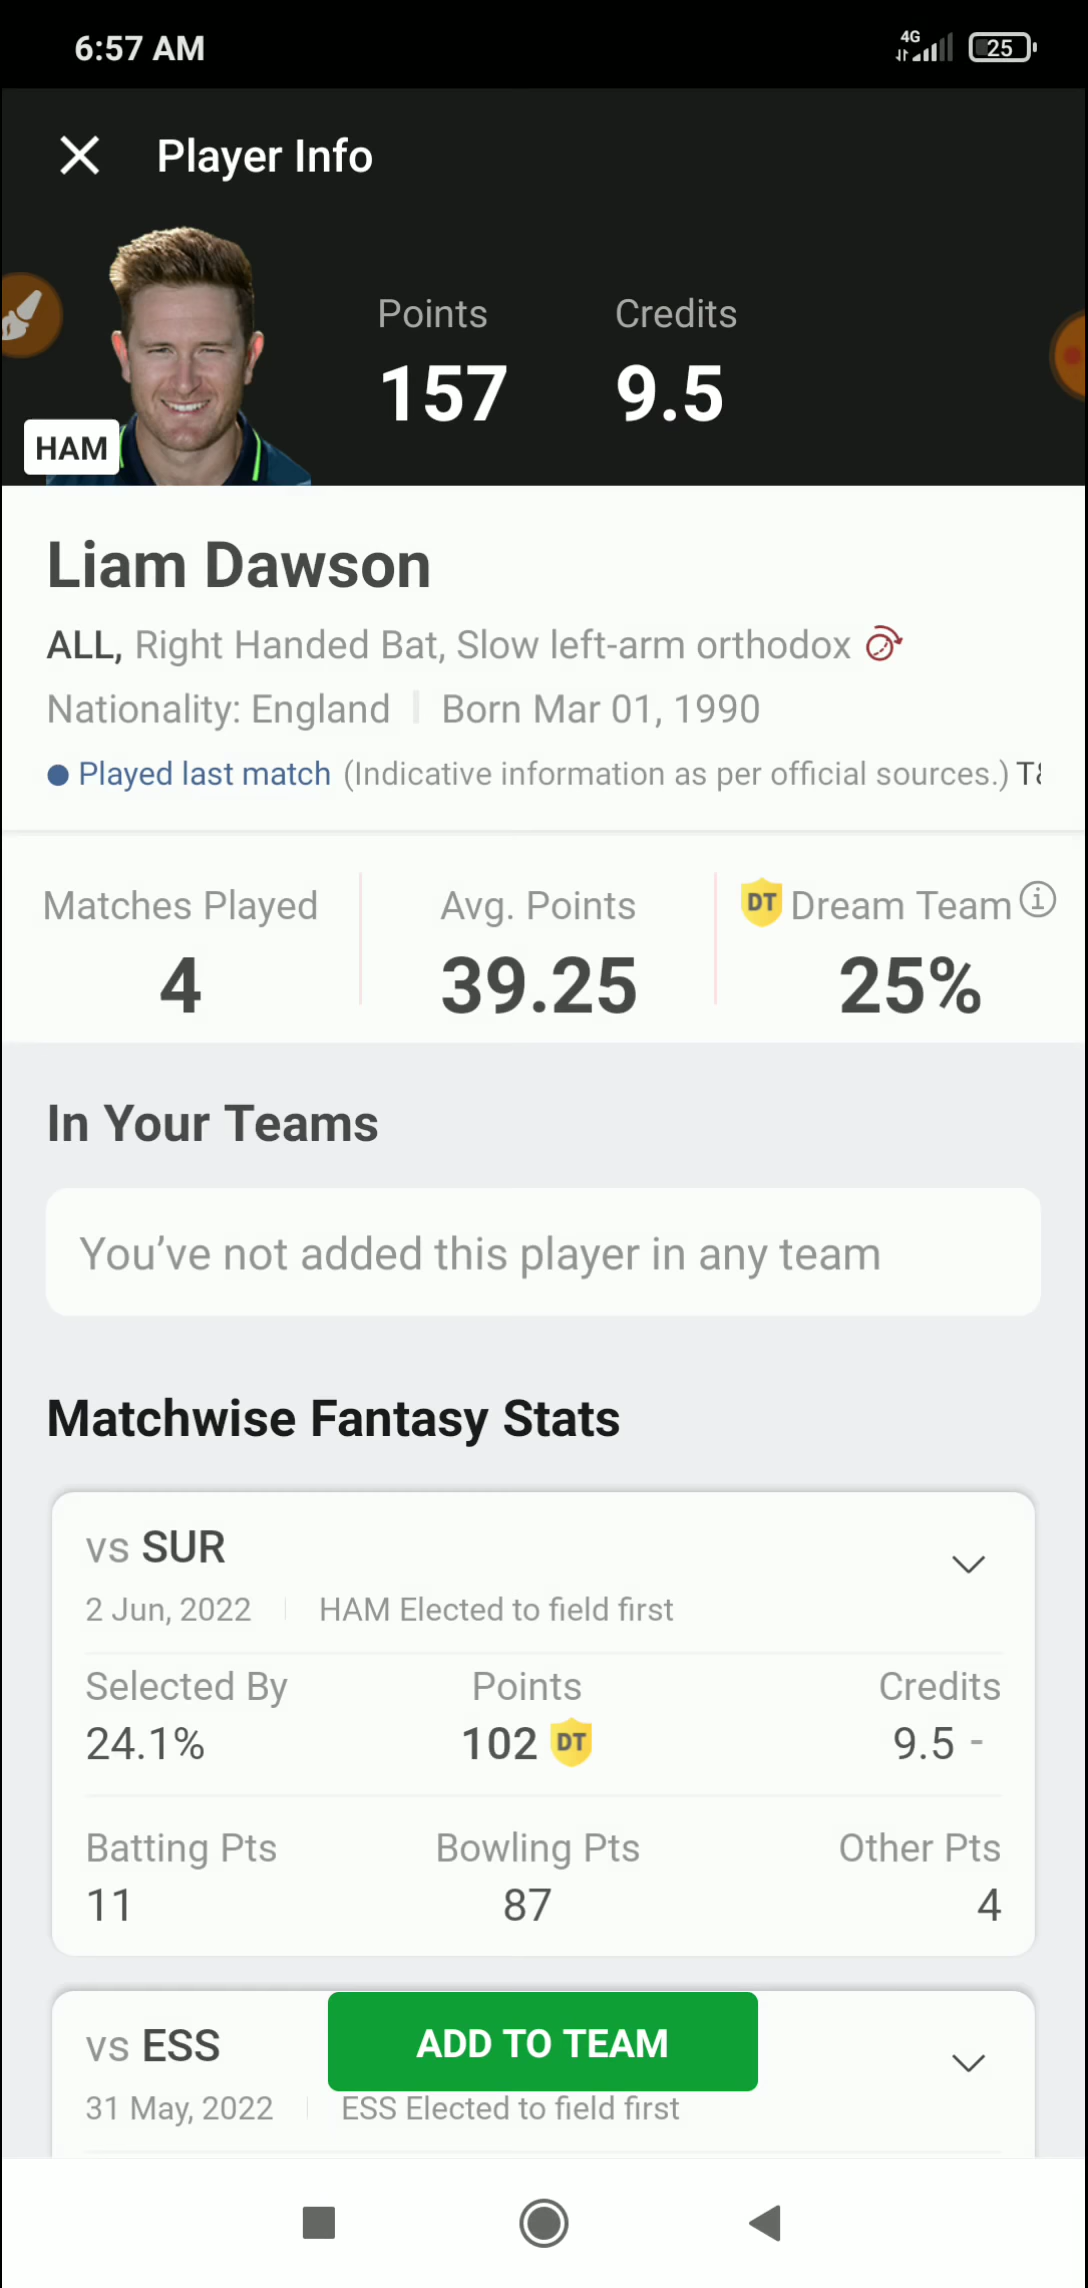 6:57 AM
4G
25
Player Info
Points
Credits
157
9.5
HAM
Liam Dawson
ALL, Right Handed Bat, Slow left-arm orthodox
Nationality: England
Born Mar 01, 1990
Played last match (Indicative information as per official sources.)
Matches Played
Avg. Points
DT Dream Team
4
39.25
25%
In Your Teams
You’ve not added this player in any team
Matchwise Fantasy Stats
vs SUR
2 Jun, 2022
HAM Elected to field first
Selected By
Points
Credits
24.1%
102 DT
9.5 -
Batting Pts
Bowling Pts
Other Pts
11
87
4
vs ESS
ADD TO TEAM
31 May, 2022
ESS Elected to field first